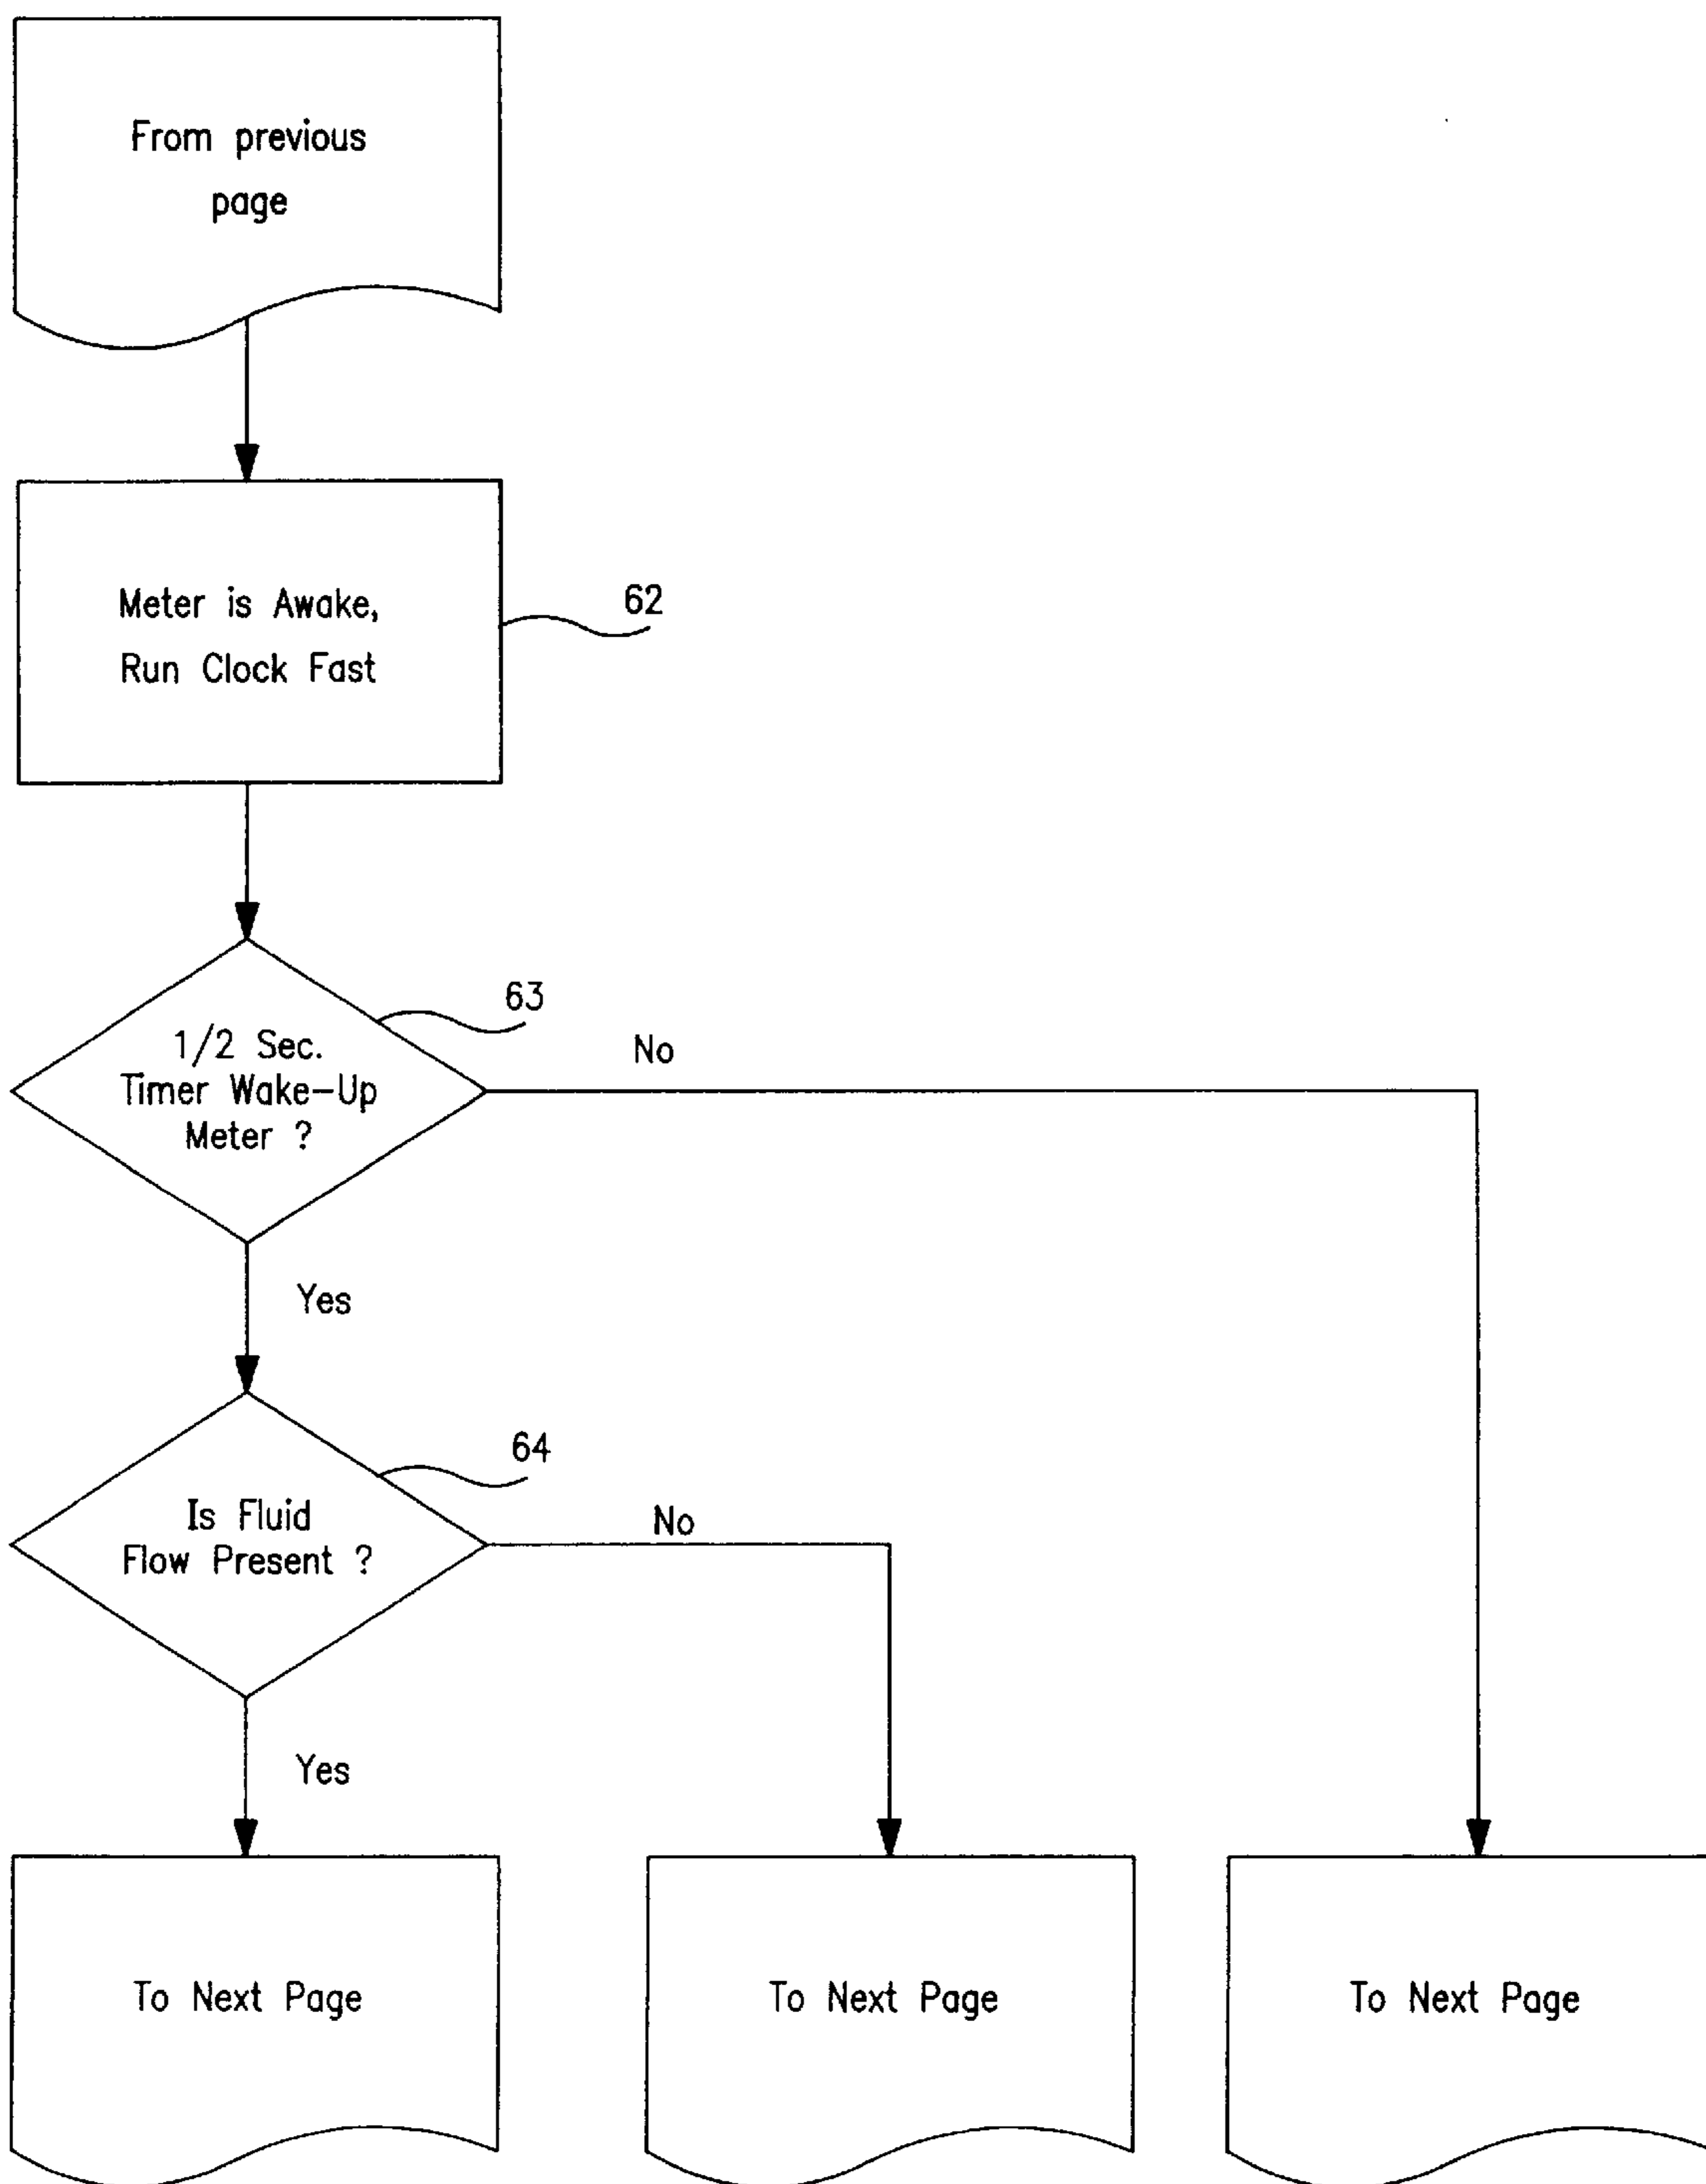 From previous
page
Meter is Awake,
Run Clock Fast
62
63
1/2 Sec.
Timer Wake-Up
Meter ?
No
Yes
64
Is Fluid
Flow Present ?
No
Yes
To Next Page
To Next Page
To Next Page